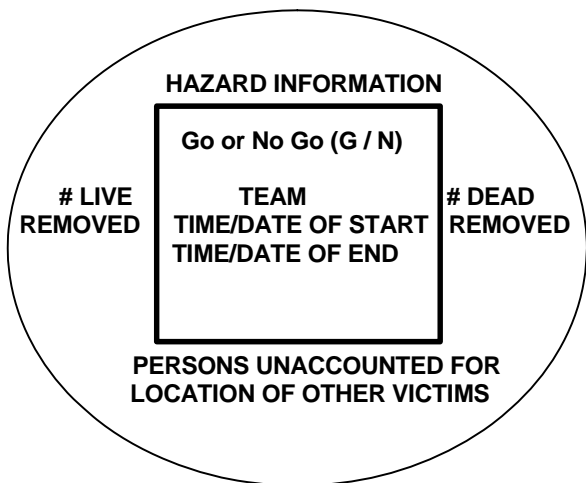 HAZARD INFORMATION
Go or No Go (G / N)
# LIVE
REMOVED
TEAM
TIME/DATE OF START
TIME/DATE OF END
# DEAD
REMOVED
PERSONS UNACCOUNTED FOR
LOCATION OF OTHER VICTIMS